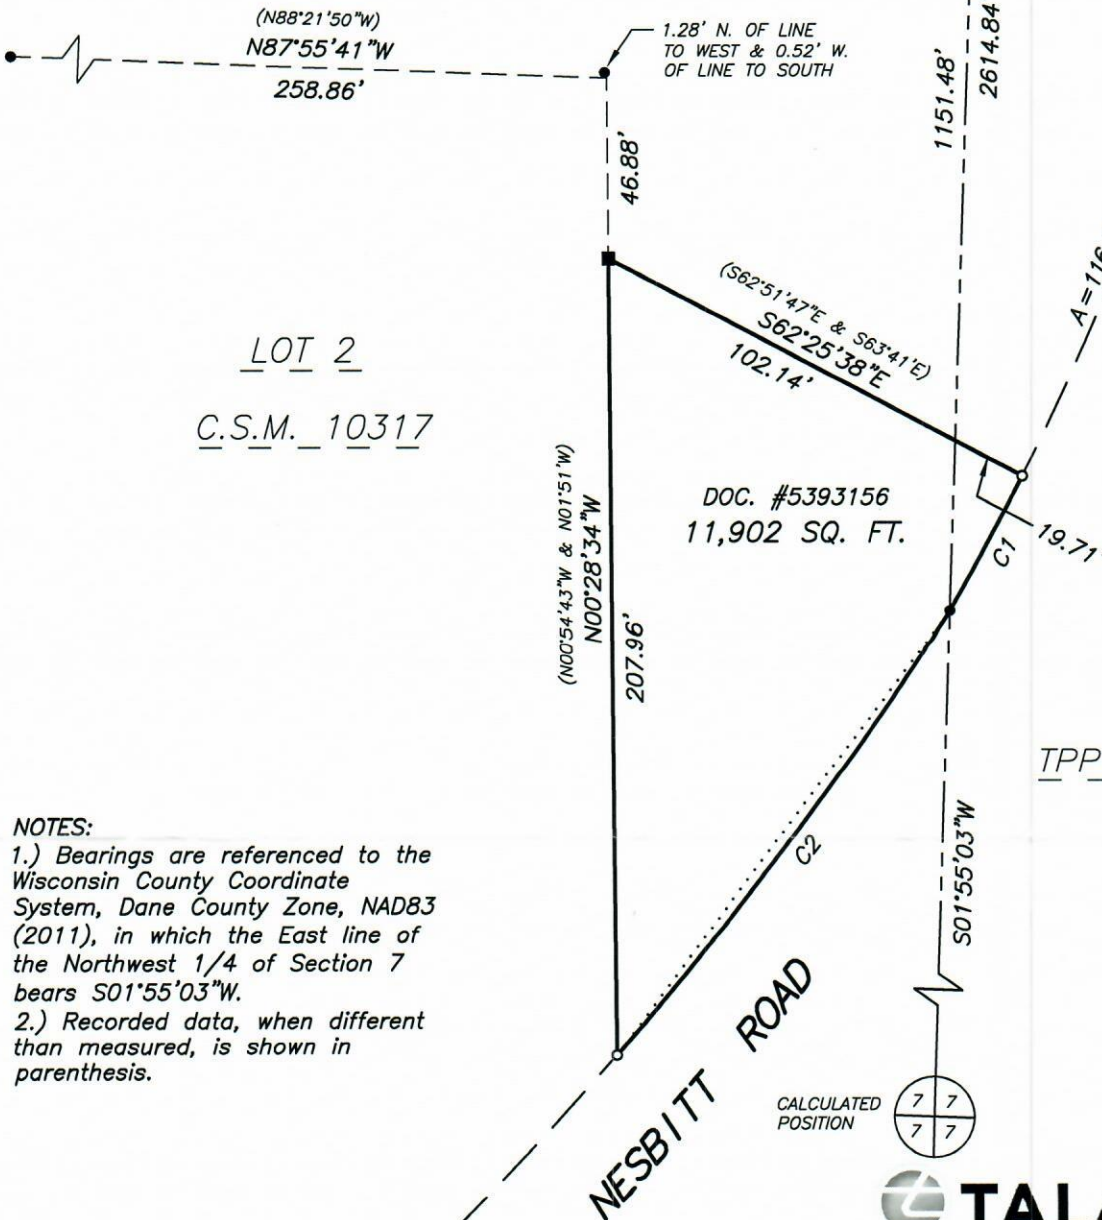 (N88°21'50"W)
N87°55'41"W
258.86'
1.28' N. OF LINE
TO WEST & 0.52' W.
OF LINE TO SOUTH
1151.48'
2614.84
46.88'
(S62°51'47"E & S63°41'E)
S62°25'38"E
102.14'
A=116
LOT 2
C.S.M. 10317
(N00°54'43"W & N01°51'W)
N00°28'34"W
207.96'
DOC. #5393156
11,902 SQ. FT.
19.71
C1
C2
TPP
S01°55'03"W
NOTES:
1.) Bearings are referenced to the
Wisconsin County Coordinate
System, Dane County Zone, NAD83
(2011), in which the East line of
the Northwest 1/4 of Section 7
bears S01°55'03"W.
2.) Recorded data, when different
than measured, is shown in
parenthesis.
NESBITT ROAD
CALCULATED
POSITION
7 7
7 7